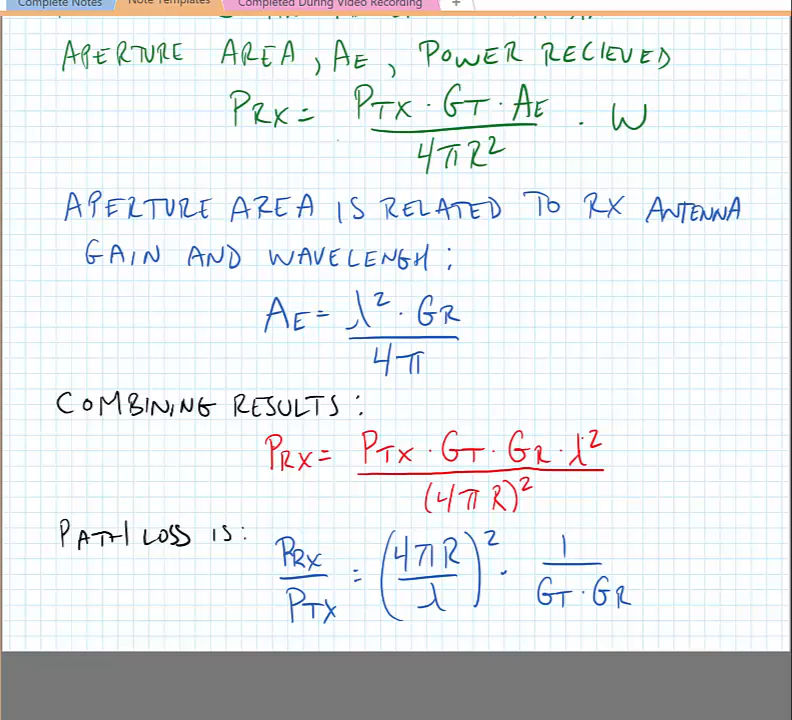 Complete Notes Note Templates Completed During Video Recording +
APERTURE AREA, AE, POWER RECIEVED
PRX = PTX · GT · AE / 4πR² · W
APERTURE AREA IS RELATED TO RX ANTENNA
GAIN AND WAVELENGH:
AE = λ² · GR / 4π
COMBINING RESULTS:
PRX = PTX · GT · GR · λ² / (4πR)²
PATH LOSS IS:
PRX / PTX = (4πR / λ)² · 1 / GT · GR